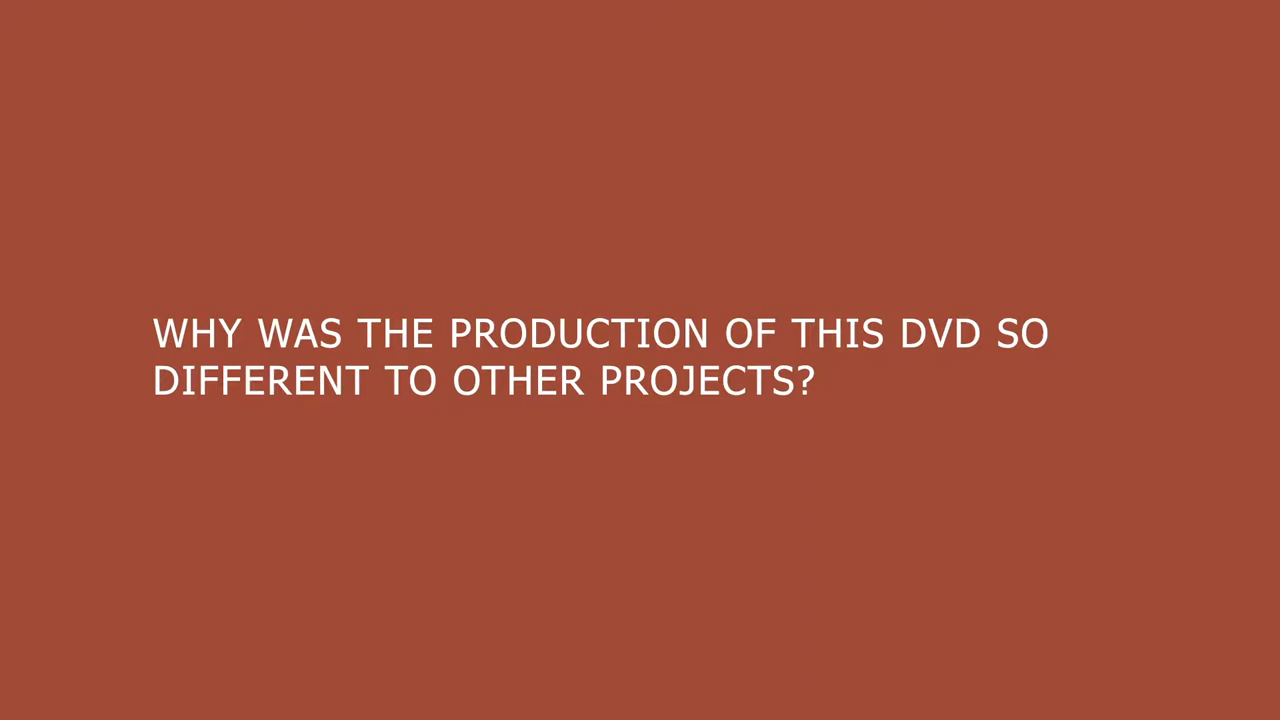 WHY WAS THE PRODUCTION OF THIS DVD SO
DIFFERENT TO OTHER PROJECTS?